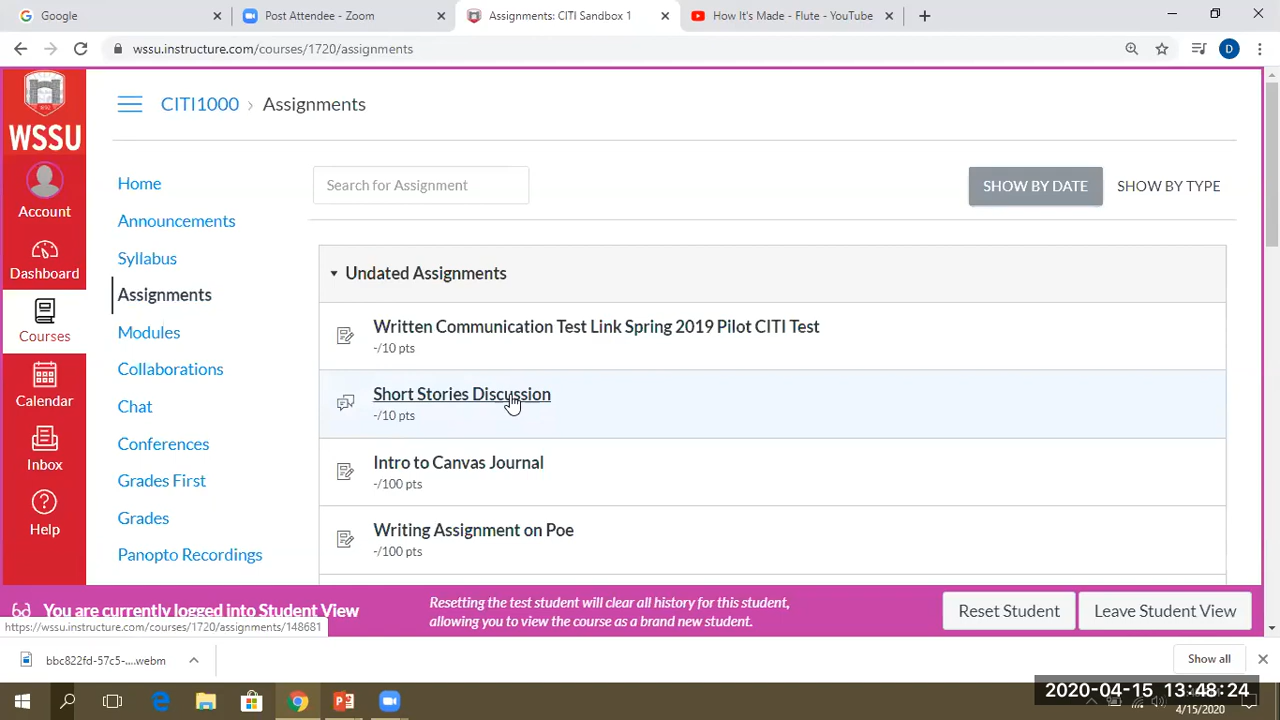 Google
Post Attendee - Zoom
Assignments: CITI Sandbox 1
How It's Made - Flute - YouTube
wssu.instructure.com/courses/1720/assignments
D
WSSU
Account
Dashboard
Courses
Calendar
Inbox
Help
CITI1000 › Assignments
Home
Announcements
Syllabus
Assignments
Modules
Collaborations
Chat
Conferences
Grades First
Grades
Panopto Recordings
Search for Assignment
SHOW BY DATE
SHOW BY TYPE
Undated Assignments
Written Communication Test Link Spring 2019 Pilot CITI Test
-/10 pts
Short Stories Discussion
-/10 pts
Intro to Canvas Journal
-/100 pts
Writing Assignment on Poe
-/100 pts
You are currently logged into Student View
Resetting the test student will clear all history for this student,
allowing you to view the course as a brand new student.
Reset Student
Leave Student View
https://wssu.instructure.com/courses/1720/assignments/148681
bbc822fd-57c5-....webm
Show all
2020-04-15 13:48:24
4/15/2020